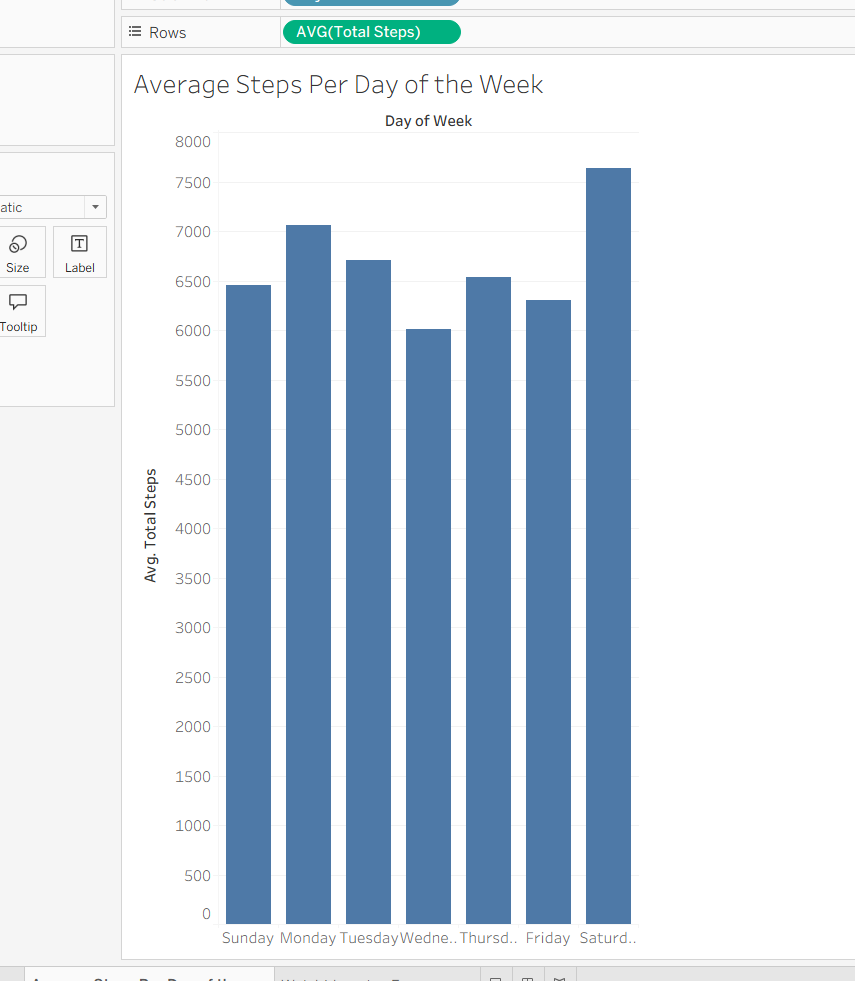 Rows
AVG(Total Steps)
Average Steps Per Day of the Week
Day of Week
8000
7500
7000
6500
6000
5500
5000
4500
4000
3500
3000
2500
2000
1500
1000
500
0
Avg. Total Steps
Sunday Monday Tuesday Wedne.. Thursd.. Friday Saturd..
atic
Size
Label
Tooltip